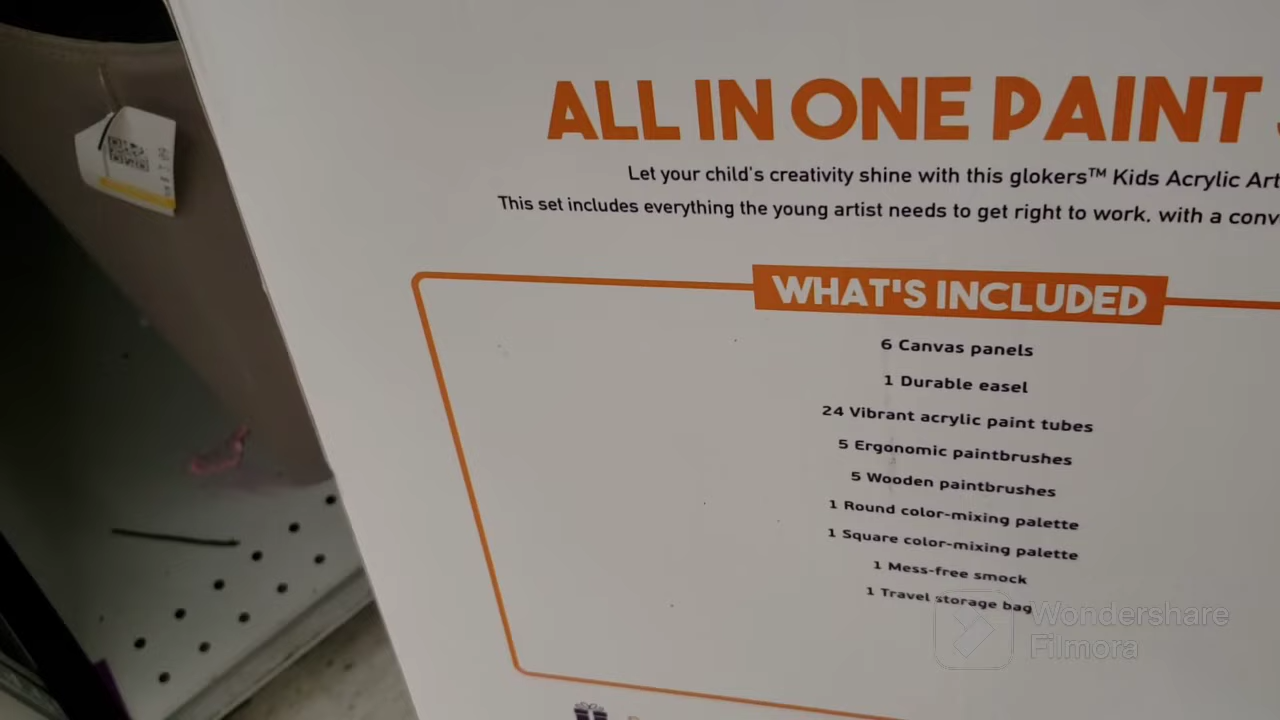 ALL IN ONE PAINT
Let your child's creativity shine with this glokers™ Kids Acrylic Art
This set includes everything the young artist needs to get right to work. with a conv
WHAT'S INCLUDED
6 Canvas panels
1 Durable easel
24 Vibrant acrylic paint tubes
5 Ergonomic paintbrushes
5 Wooden paintbrushes
1 Round color-mixing palette
1 Square color-mixing palette
1 Mess-free smock
1 Travel storage bag
Wondershare
Filmora